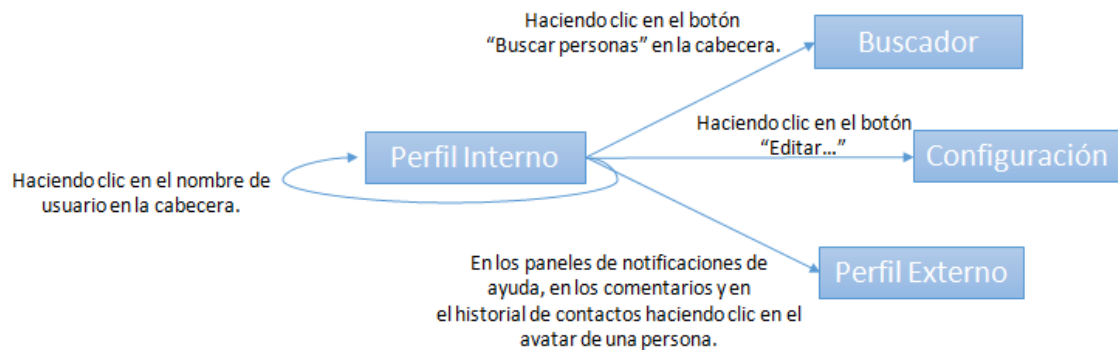 Haciendo clic en el botón
“Buscar personas” en la cabecera.
Buscador
Haciendo clic en el botón
“Editar...”
Perfil Interno
Configuración
Haciendo clic en el nombre de
usuario en la cabecera.
En los paneles de notificaciones de
ayuda, en los comentarios y en
el historial de contactos haciendo clic en el
avatar de una persona.
Perfil Externo